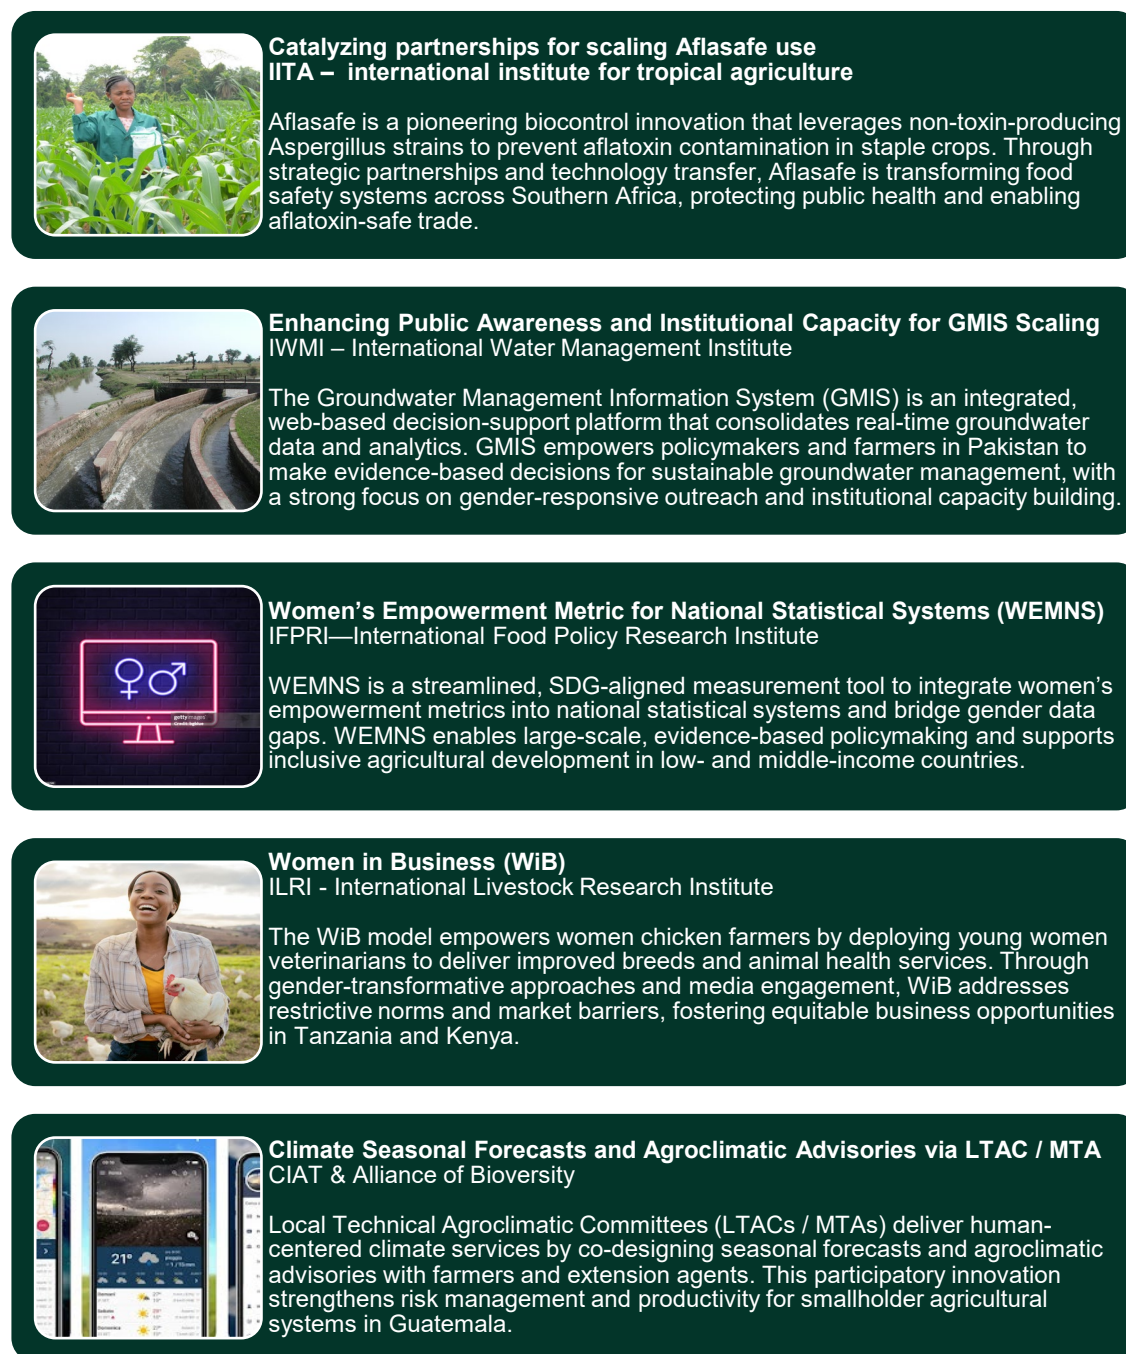 Catalyzing partnerships for scaling Aflasafe use
IITA – international institute for tropical agriculture
Aflasafe is a pioneering biocontrol innovation that leverages non-toxin-producing
Aspergillus strains to prevent aflatoxin contamination in staple crops. Through
strategic partnerships and technology transfer, Aflasafe is transforming food
safety systems across Southern Africa, protecting public health and enabling
aflatoxin-safe trade.
Enhancing Public Awareness and Institutional Capacity for GMIS Scaling
IWMI – International Water Management Institute
The Groundwater Management Information System (GMIS) is an integrated,
web-based decision-support platform that consolidates real-time groundwater
data and analytics. GMIS empowers policymakers and farmers in Pakistan to
make evidence-based decisions for sustainable groundwater management, with
a strong focus on gender-responsive outreach and institutional capacity building.
gettyimages
Women’s Empowerment Metric for National Statistical Systems (WEMNS)
IFPRI—International Food Policy Research Institute
WEMNS is a streamlined, SDG-aligned measurement tool to integrate women’s
empowerment metrics into national statistical systems and bridge gender data
gaps. WEMNS enables large-scale, evidence-based policymaking and supports
inclusive agricultural development in low- and middle-income countries.
Women in Business (WiB)
ILRI - International Livestock Research Institute
The WiB model empowers women chicken farmers by deploying young women
veterinarians to deliver improved breeds and animal health services. Through
gender-transformative approaches and media engagement, WiB addresses
restrictive norms and market barriers, fostering equitable business opportunities
in Tanzania and Kenya.
21°
Climate Seasonal Forecasts and Agroclimatic Advisories via LTAC / MTA
CIAT & Alliance of Bioversity
Local Technical Agroclimatic Committees (LTACs / MTAs) deliver human-
centered climate services by co-designing seasonal forecasts and agroclimatic
advisories with farmers and extension agents. This participatory innovation
strengthens risk management and productivity for smallholder agricultural
systems in Guatemala.